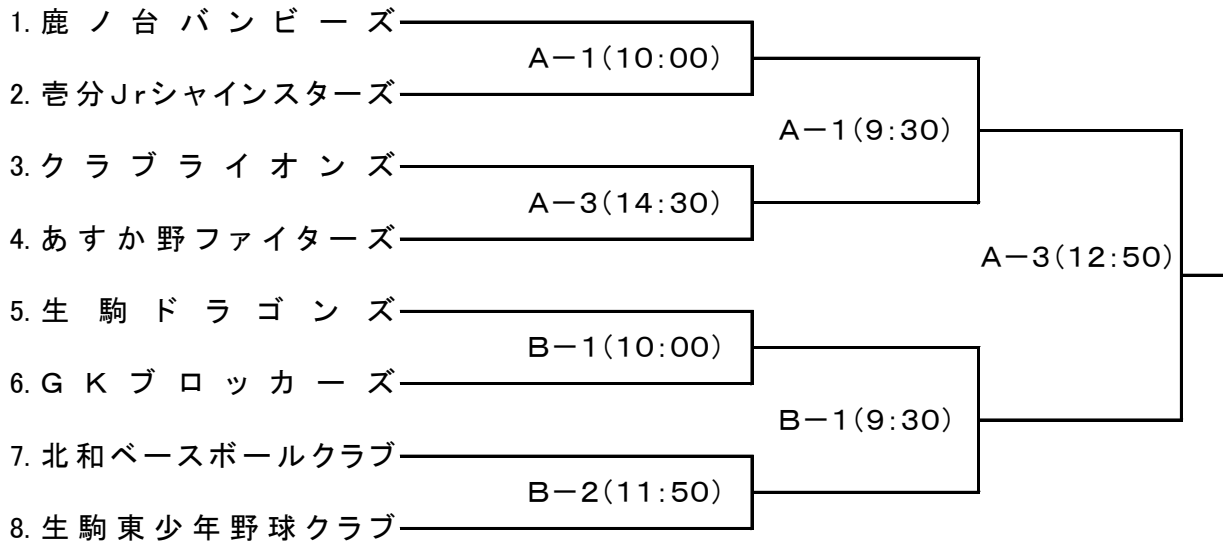 1. 鹿ノ台バンビーズ
A－1(10:00)
2. 壱分Jrシャインスターズ
A－1(9:30)
3. クラブライオンズ
A－3(14:30)
4. あすか野ファイターズ
A－3(12:50)
5. 生駒ドラゴンズ
B－1(10:00)
6. GKブロッカーズ
B－1(9:30)
7. 北和ベースボールクラブ
B－2(11:50)
8. 生駒東少年野球クラブ